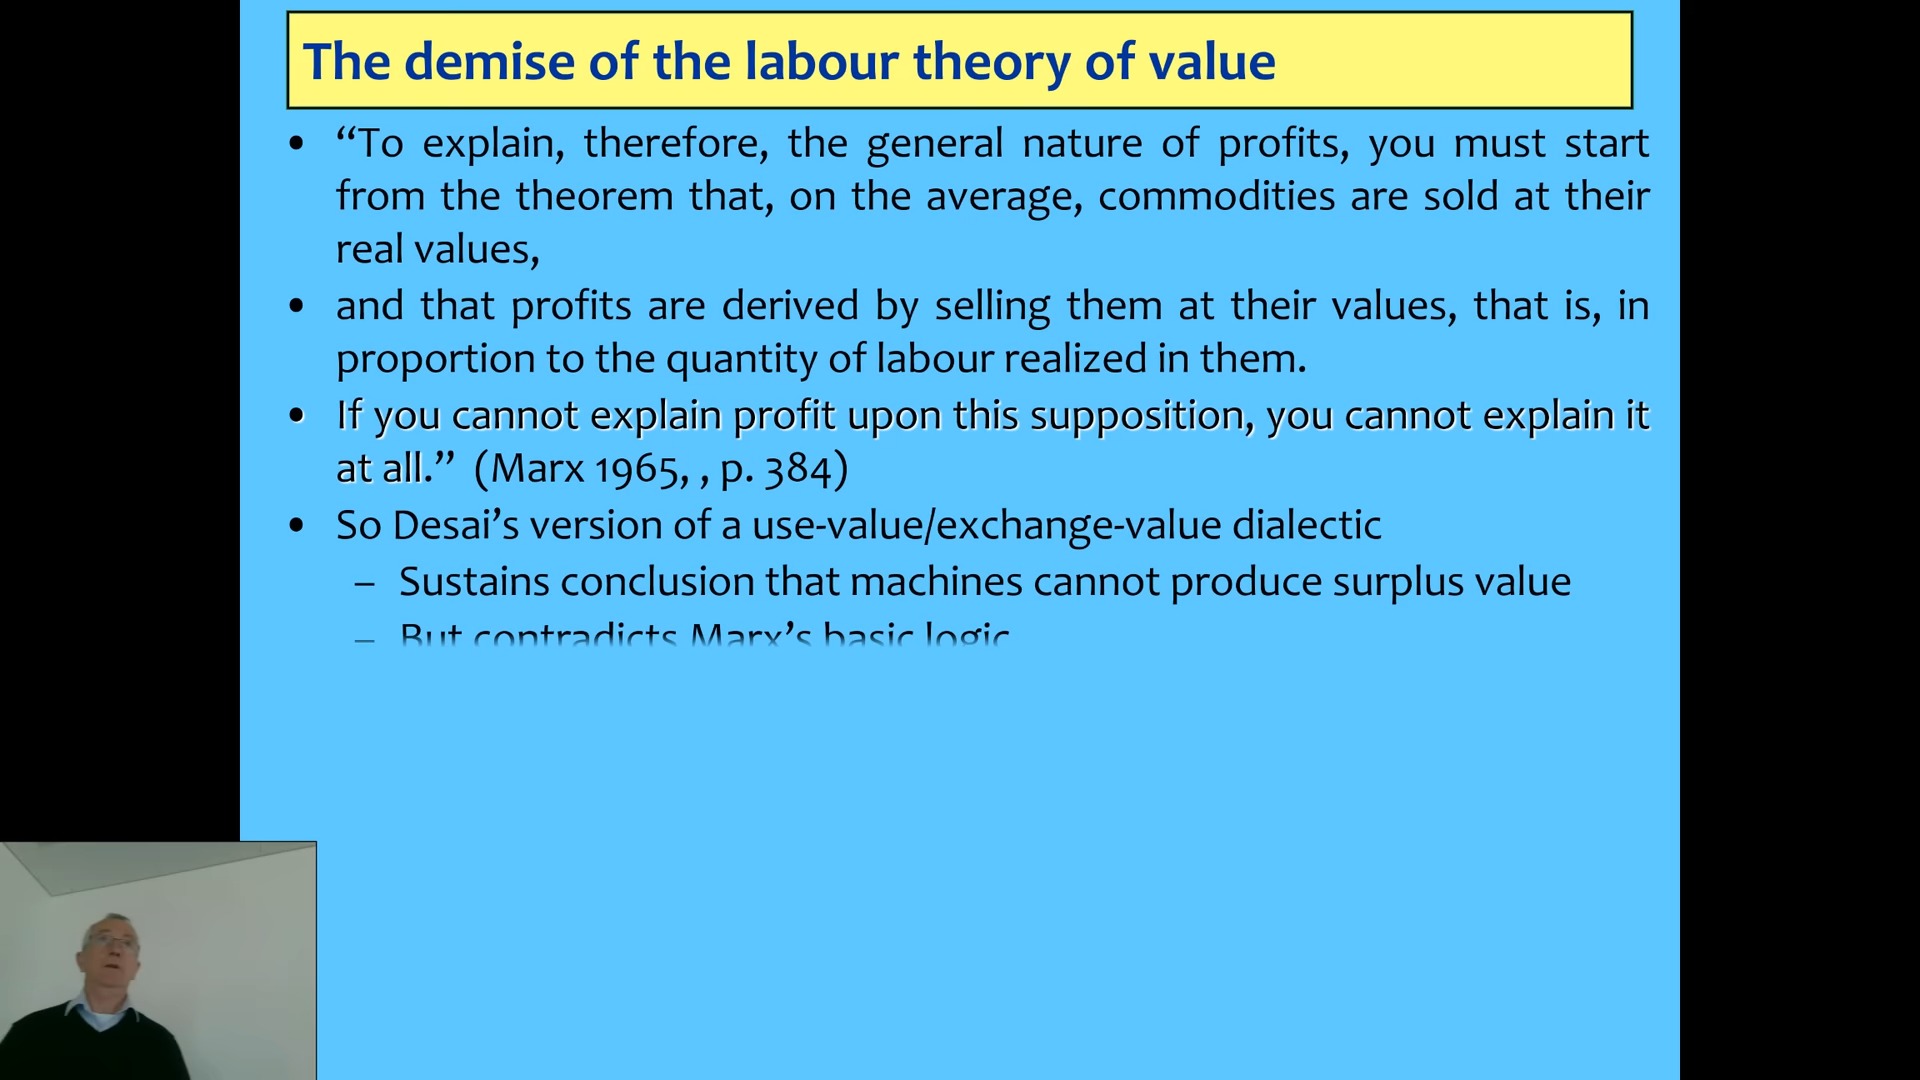 The demise of the labour theory of value
• “To explain, therefore, the general nature of profits, you must start
from the theorem that, on the average, commodities are sold at their
real values,
• and that profits are derived by selling them at their values, that is, in
proportion to the quantity of labour realized in them.
• If you cannot explain profit upon this supposition, you cannot explain it
at all.” (Marx 1965, , p. 384)
• So Desai’s version of a use-value/exchange-value dialectic
– Sustains conclusion that machines cannot produce surplus value
– But contradicts Marx’s basic logic